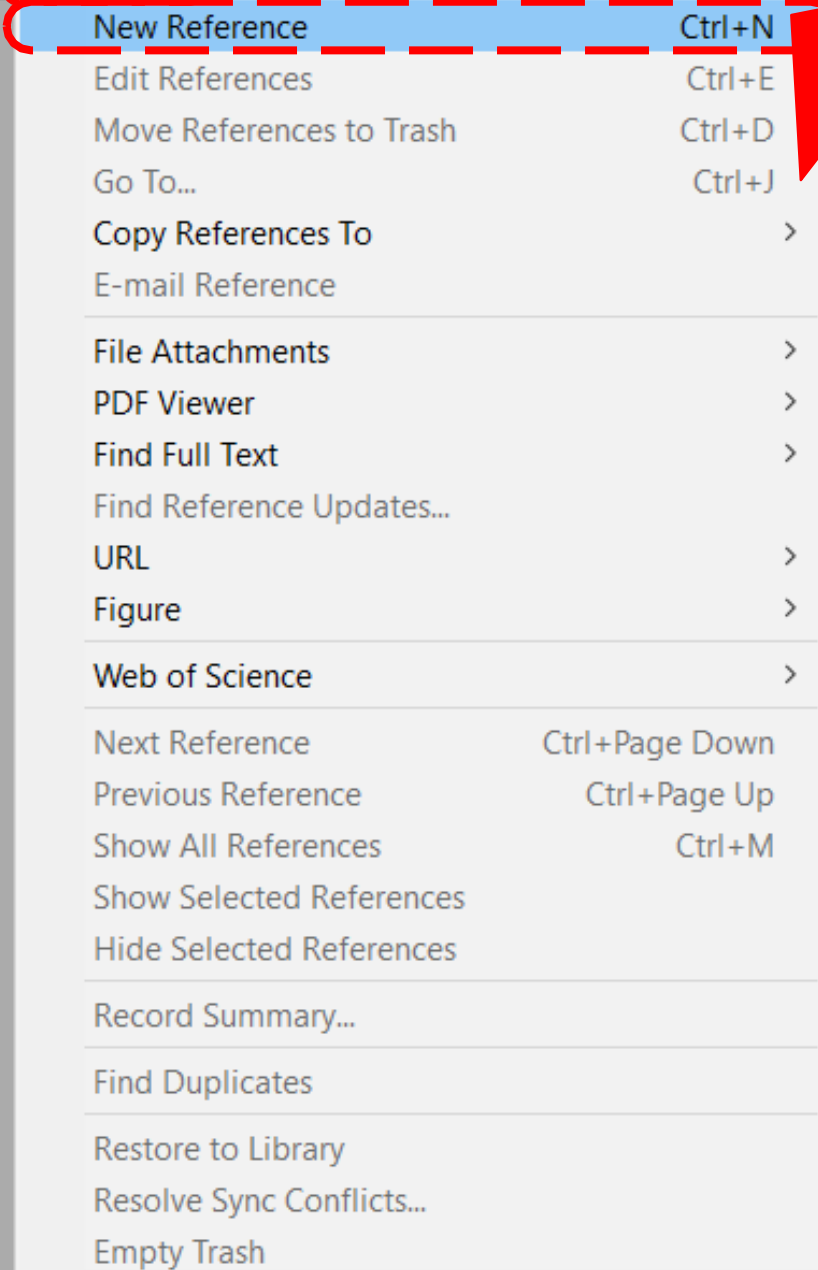 New Reference Ctrl+N
Edit References Ctrl+E
Move References to Trash Ctrl+D
Go To... Ctrl+J
Copy References To
E-mail Reference
File Attachments
PDF Viewer
Find Full Text
Find Reference Updates...
URL
Figure
Web of Science
Next Reference Ctrl+Page Down
Previous Reference Ctrl+Page Up
Show All References Ctrl+M
Show Selected References
Hide Selected References
Record Summary...
Find Duplicates
Restore to Library
Resolve Sync Conflicts...
Empty Trash